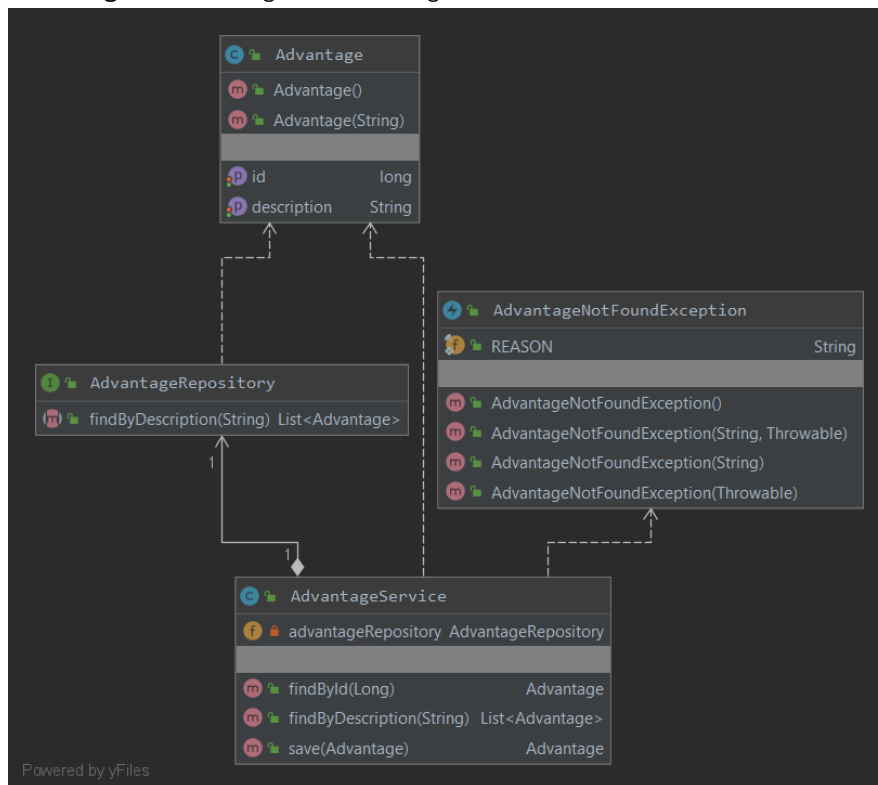 Advantage
Advantage()
Advantage(String)
id long
description String
AdvantageNotFoundException
REASON String
AdvantageNotFoundException()
AdvantageNotFoundException(String, Throwable)
AdvantageNotFoundException(String)
AdvantageNotFoundException(Throwable)
AdvantageRepository
findByDescription(String) List<Advantage>
1
1
AdvantageService
advantageRepository AdvantageRepository
findById(Long) Advantage
findByDescription(String) List<Advantage>
save(Advantage) Advantage
Powered by yFiles